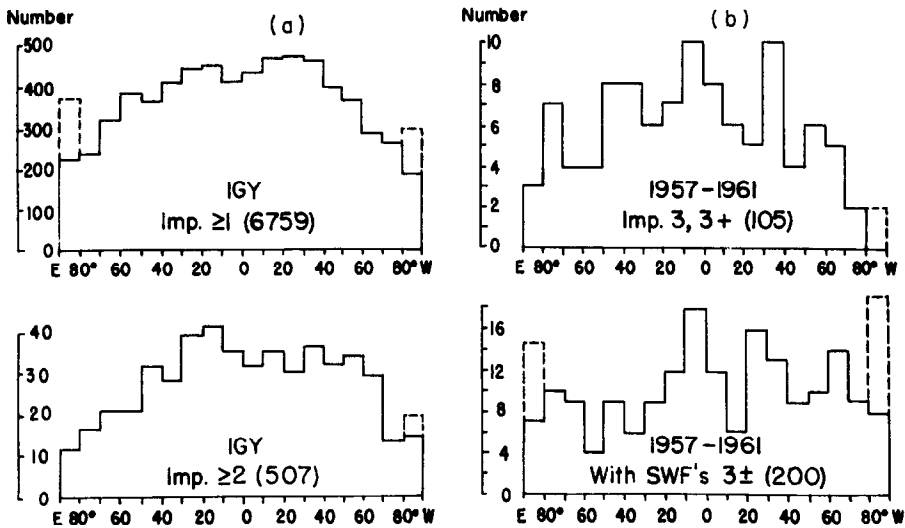 Number
(a)
500
400
300
200
100
0
IGY
Imp. ≥1 (6759)
E 80° 60 40 20 0 20 40 60 80° W
Number
(b)
10
8
6
4
2
0
1957-1961
Imp. 3, 3+ (105)
E 80° 60 40 20 0 20 40 60 80° W
40
30
20
10
0
IGY
Imp. ≥2 (507)
E 80° 60 40 20 0 20 40 60 80° W
16
12
8
4
0
1957-1961
With SWF's 3± (200)
E 80° 60 40 20 0 20 40 60 80° W